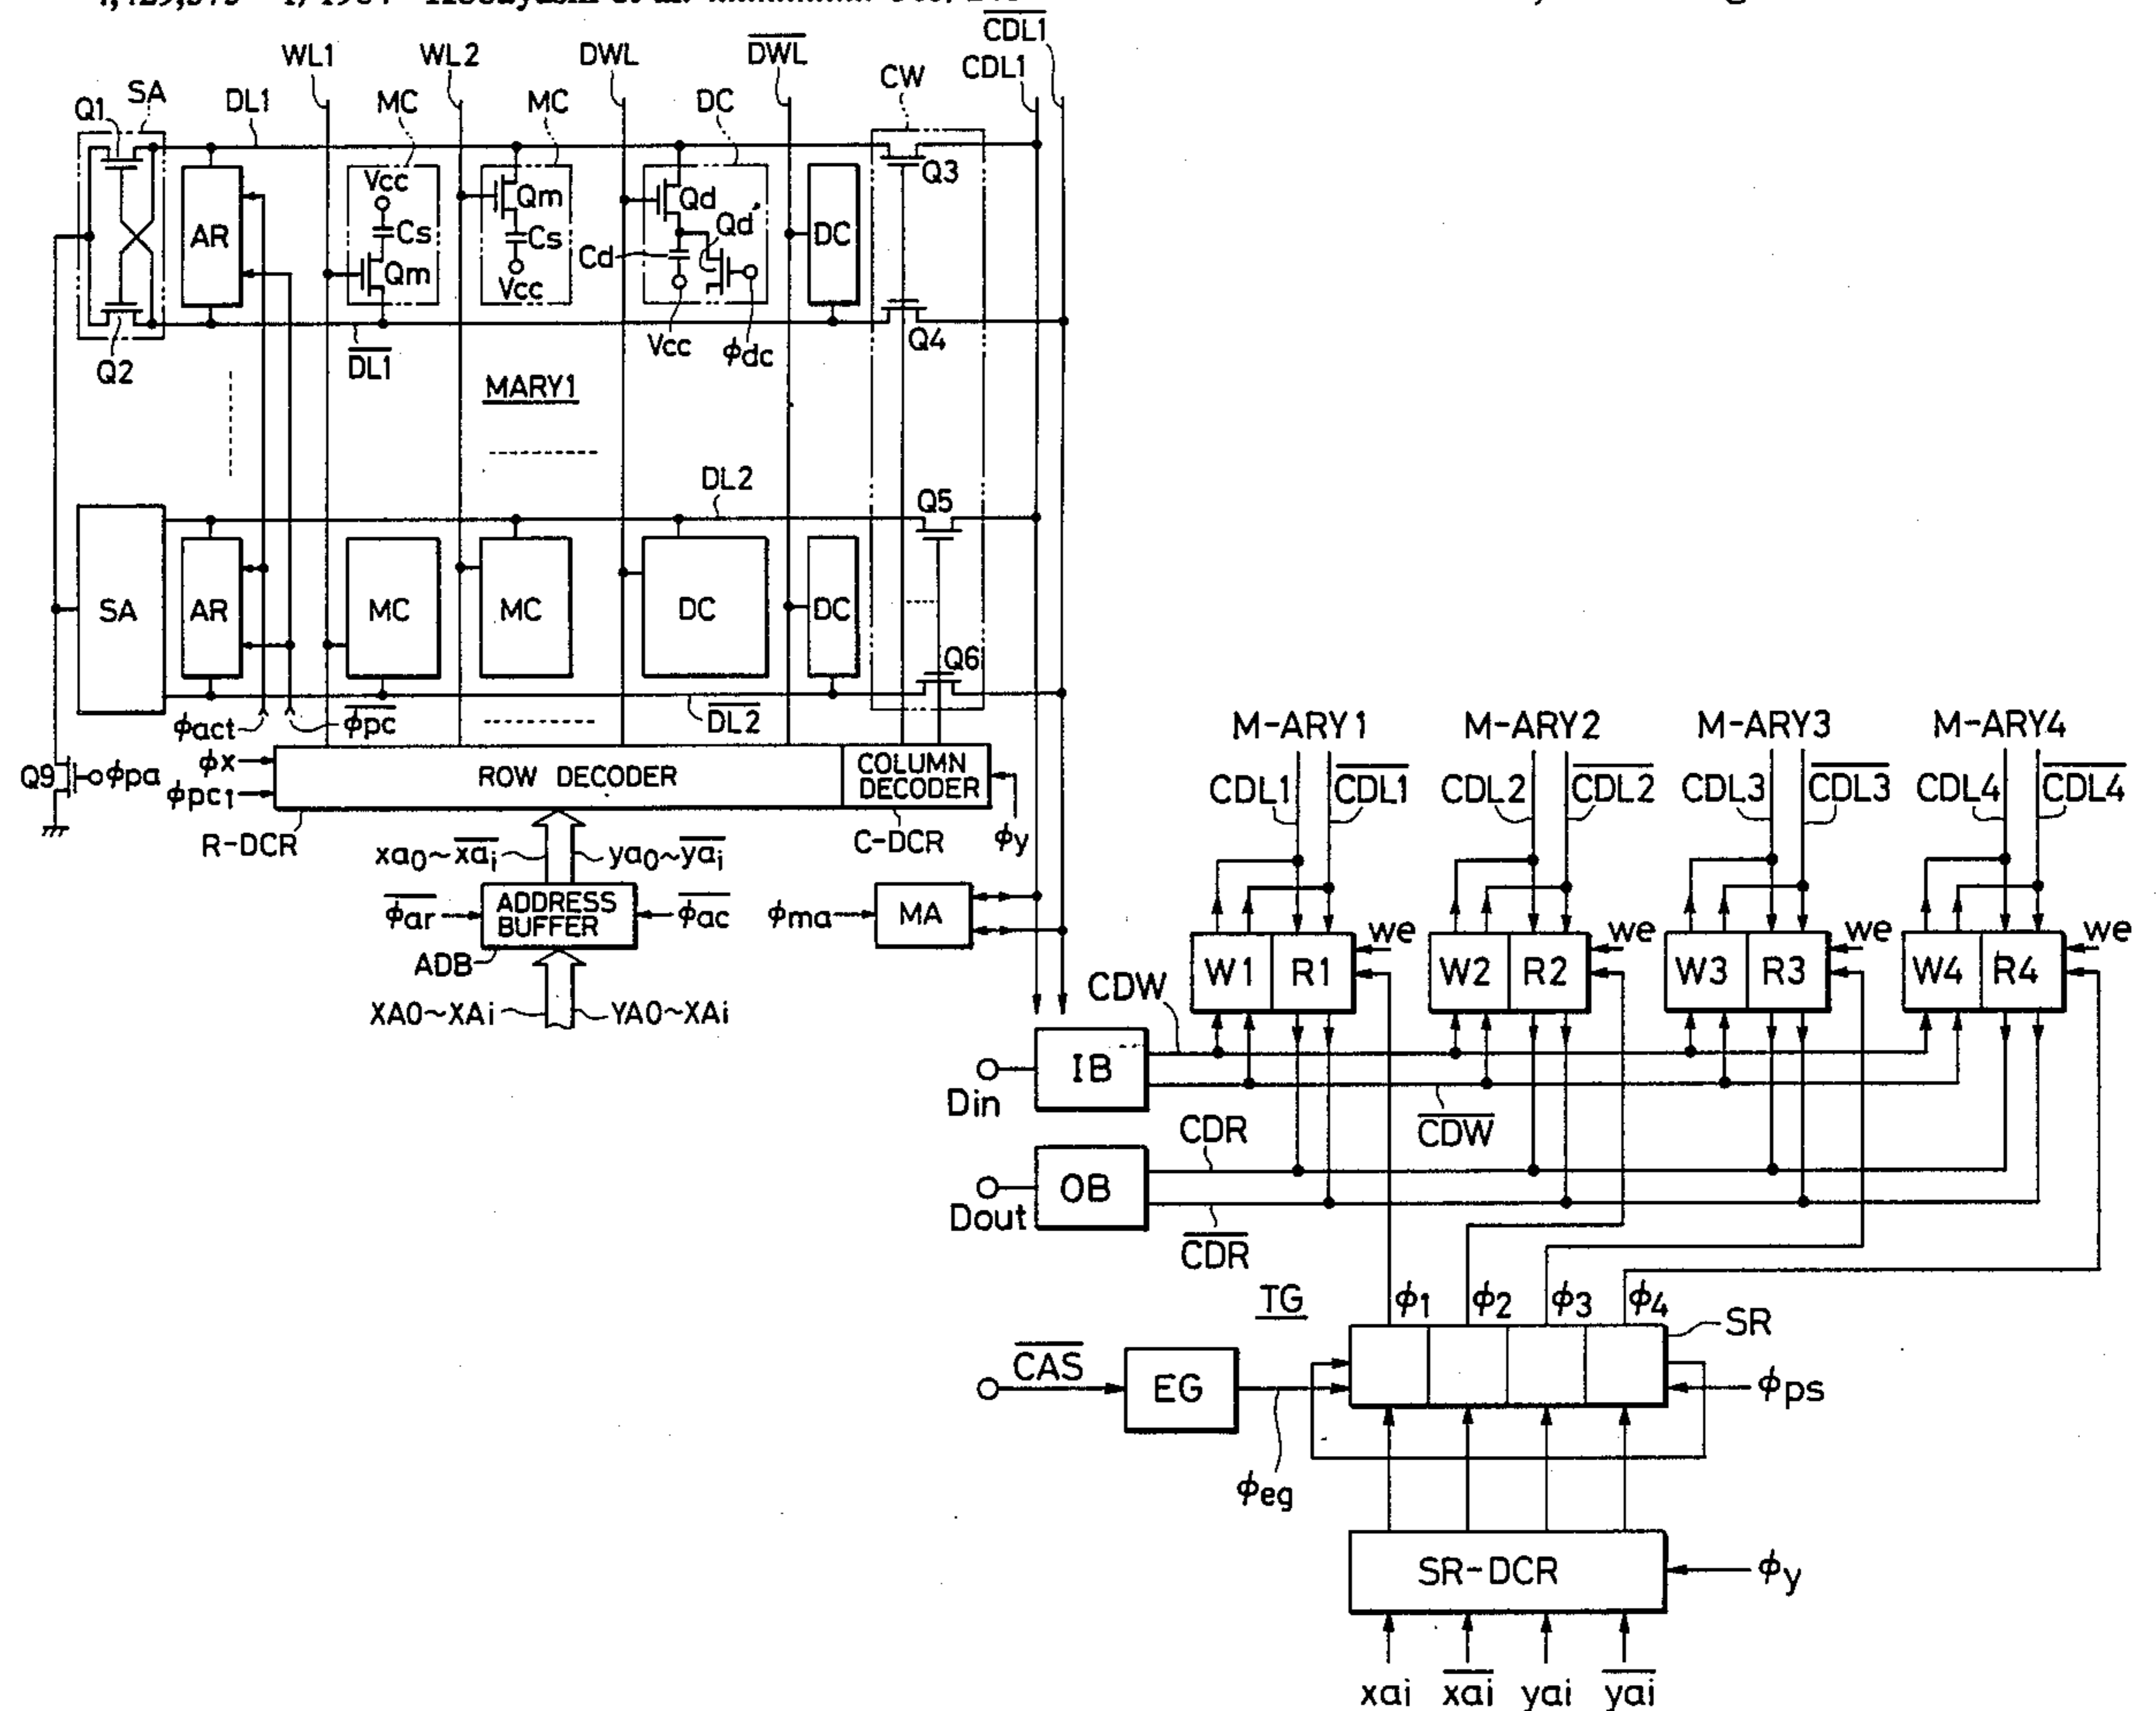 CDL1
WL1 WL2 DWL DWL CDL1
CW
Q1 SA DL1 MC MC DC
Vcc Q3
AR Qm Qd DC
Cs Cs Qd'
Cd
Qm Vcc
Q2 DL1 Vcc φdc Q4
MARY1
DL2 Q5
SA AR MC MC DC DC
Q6
φact φpc DL2
Q9 φpa φx ROW DECODER COLUMN DECODER
φpc1
R-DCR xa0~xai ya0~yai C-DCR φy
φar ADDRESS BUFFER φac φma MA
ADB
XA0~XAi YA0~XAi
M-ARY1 M-ARY2 M-ARY3 M-ARY4
CDL1 CDL1 CDL2 CDL2 CDL3 CDL3 CDL4 CDL4
we we we we
W1 R1 W2 R2 W3 R3 W4 R4
CDW
IB
Din
CDR CDW
OB
Dout
CDR
TG φ1 φ2 φ3 φ4 SR
CAS EG φps
φeg
SR-DCR φy
xai xai yai yai